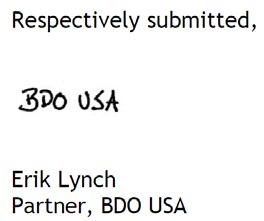 Respectively submitted,
BDO USA
Erik Lynch
Partner, BDO USA